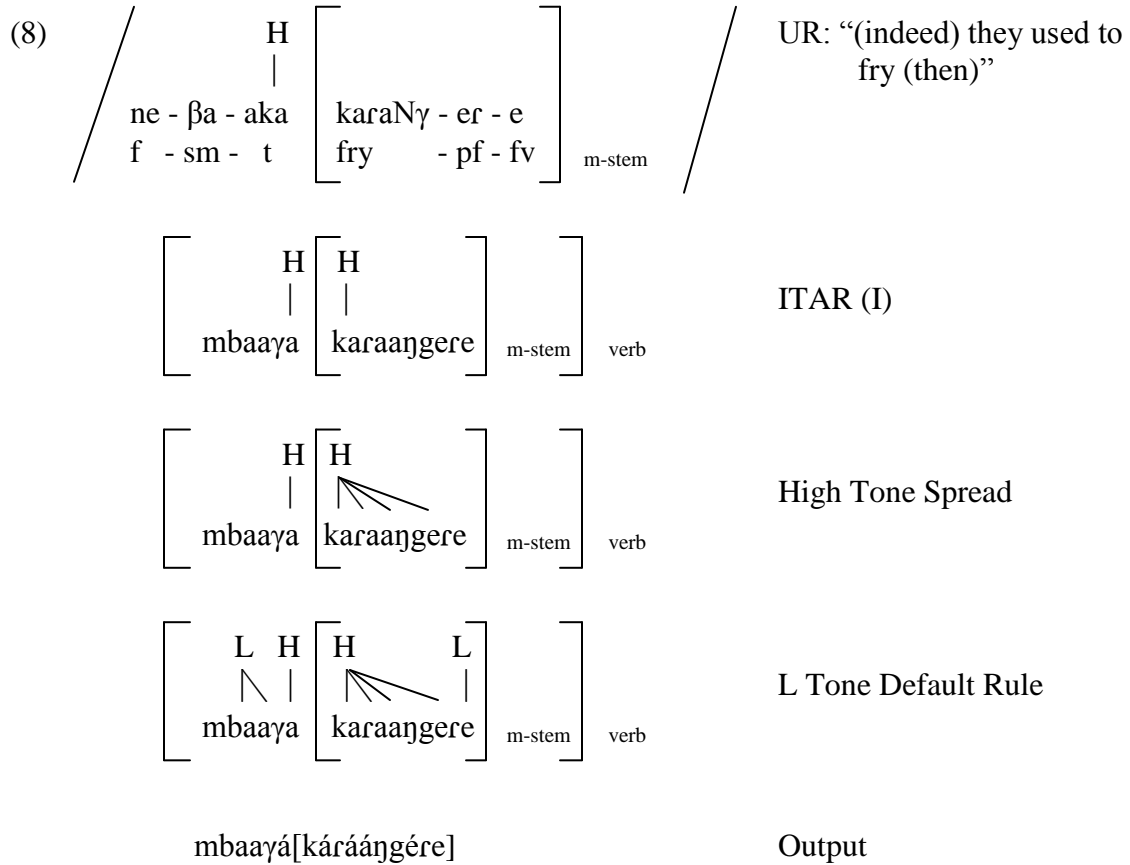 (8) H UR: “(indeed) they used to
fry (then)”
ne - βa - aka karaNγ - eɾ - e
f - sm - t fry - pf - fv m-stem
H H ITAR (I)
mbaaγa kaɾaaŋgeɾe m-stem verb
H H High Tone Spread
mbaaγa kaɾaaŋgeɾe m-stem verb
L H H L L Tone Default Rule
mbaaγa kaɾaaŋgeɾe m-stem verb
mbaaγá[káɾááŋgéɾe] Output